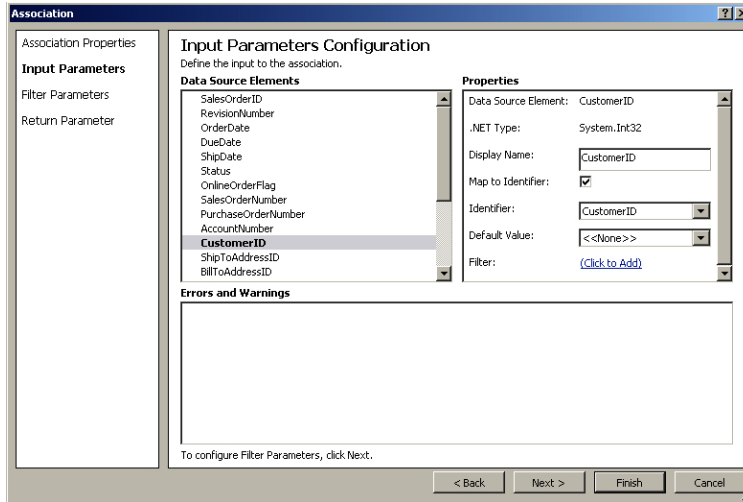 Association
Association Properties
Input Parameters
Filter Parameters
Return Parameter
Input Parameters Configuration
Define the input to the association.
Data Source Elements
SalesOrderID
RevisionNumber
OrderDate
DueDate
ShipDate
Status
OnlineOrderFlag
SalesOrderNumber
PurchaseOrderNumber
AccountNumber
CustomerID
ShipToAddressID
BillToAddressID
Properties
Data Source Element: CustomerID
.NET Type: System.Int32
Display Name: CustomerID
Map to Identifier:
Identifier: CustomerID
Default Value: <<None>>
Filter: (Click to Add)
Errors and Warnings
To configure Filter Parameters, click Next.
< Back Next > Finish Cancel